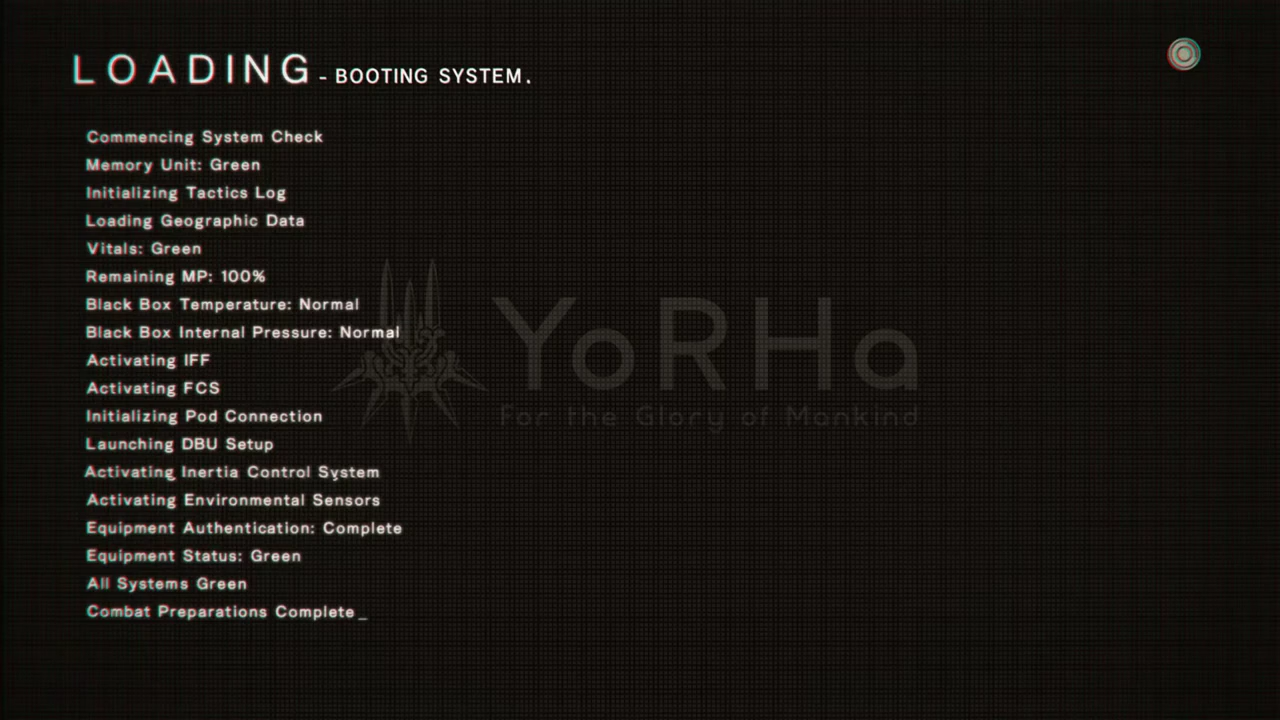 LOADING - BOOTING SYSTEM.
Commencing System Check
Memory Unit: Green
Initializing Tactics Log
Loading Geographic Data
Vitals: Green
Remaining MP: 100%
Black Box Temperature: Normal
Black Box Internal Pressure: Normal
Activating IFF
Activating FCS
Initializing Pod Connection
Launching DBU Setup
Activating Inertia Control System
Activating Environmental Sensors
Equipment Authentication: Complete
Equipment Status: Green
All Systems Green
Combat Preparations Complete _
YoRHa
For the Glory of Mankind